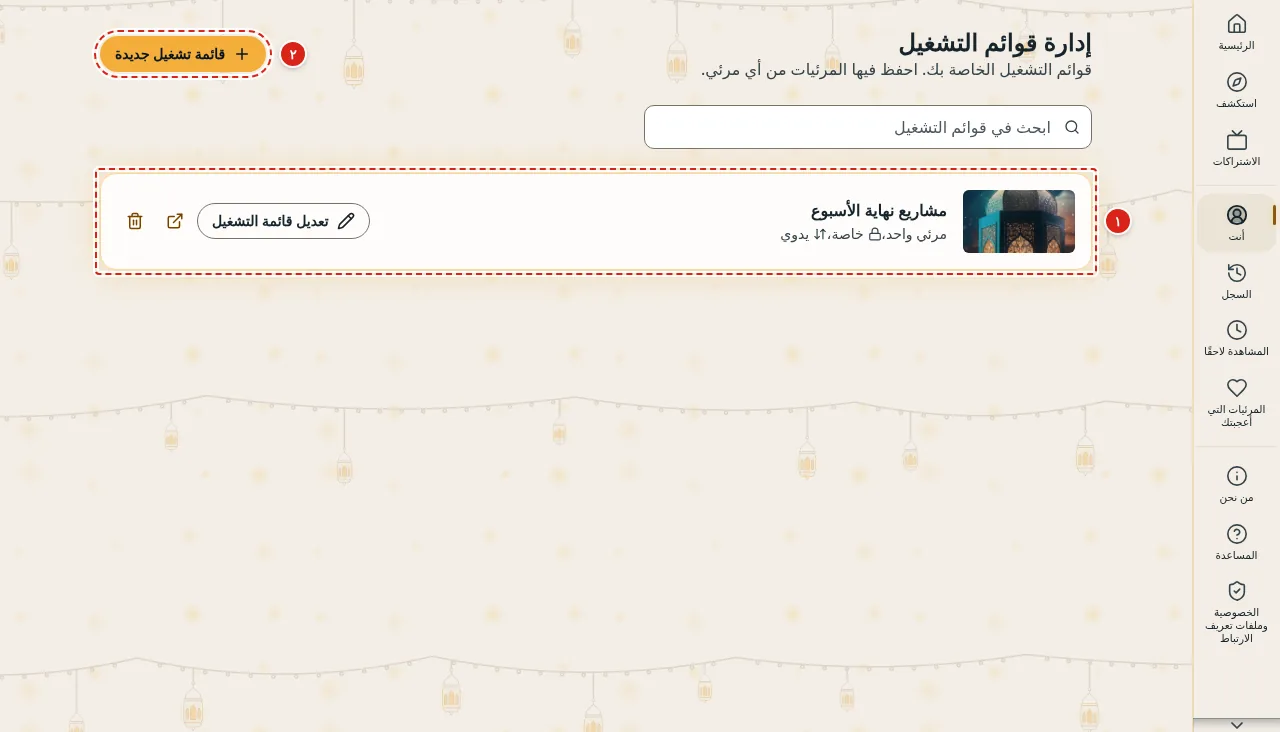 إدارة قوائم التشغيل
قوائم التشغيل الخاصة بك. احفظ فيها المرئيات من أي مرئي.
٢
قائمة تشغيل جديدة
ابحث في قوائم التشغيل
١
مشاريع نهاية الأسبوع
مرئي واحد، خاصة، يدوي
تعديل قائمة التشغيل
الرئيسية
استكشف
الاشتراكات
أنت
السجل
المشاهدة لاحقًا
المرئيات التي
أعجبتك
من نحن
المساعدة
الخصوصية
وملفات تعريف
الارتباط